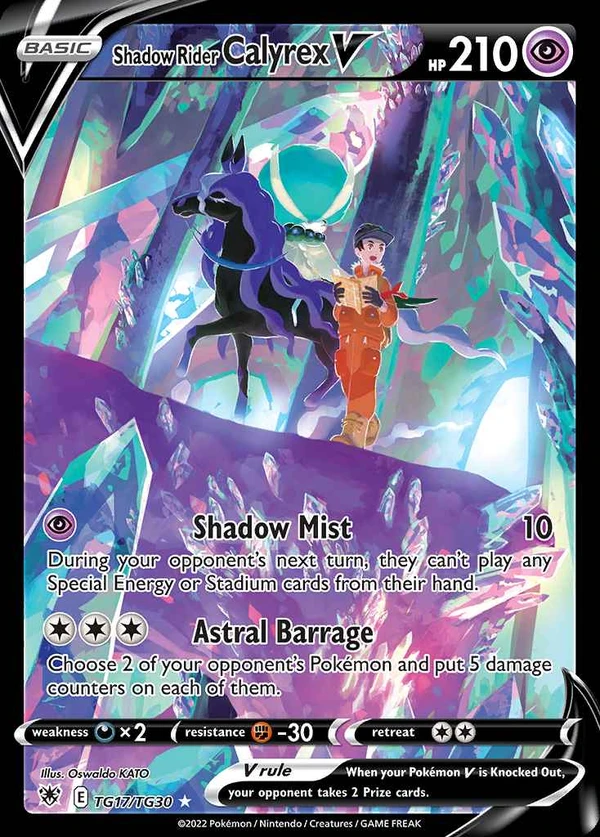 BASIC
Shadow Rider Calyrex V HP 210
Shadow Mist 10
During your opponent's next turn, they can't play any
Special Energy or Stadium cards from their hand.
Astral Barrage
Choose 2 of your opponent's Pokémon and put 5 damage
counters on each of them.
weakness ×2 resistance -30 retreat
Illus. Oswaldo KATO
V rule
When your Pokémon V is Knocked Out,
your opponent takes 2 Prize cards.
E TG17/TG30
©2022 Pokémon / Nintendo / Creatures / GAME FREAK